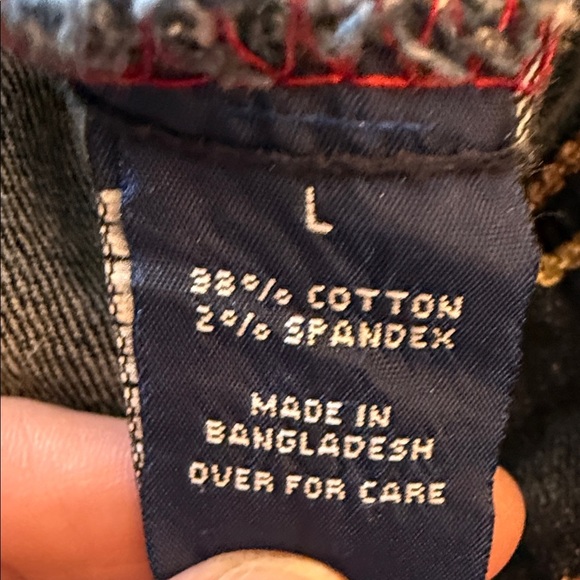 L
98% COTTON
2% SPANDEX
MADE IN
BANGLADESH
OVER FOR CARE